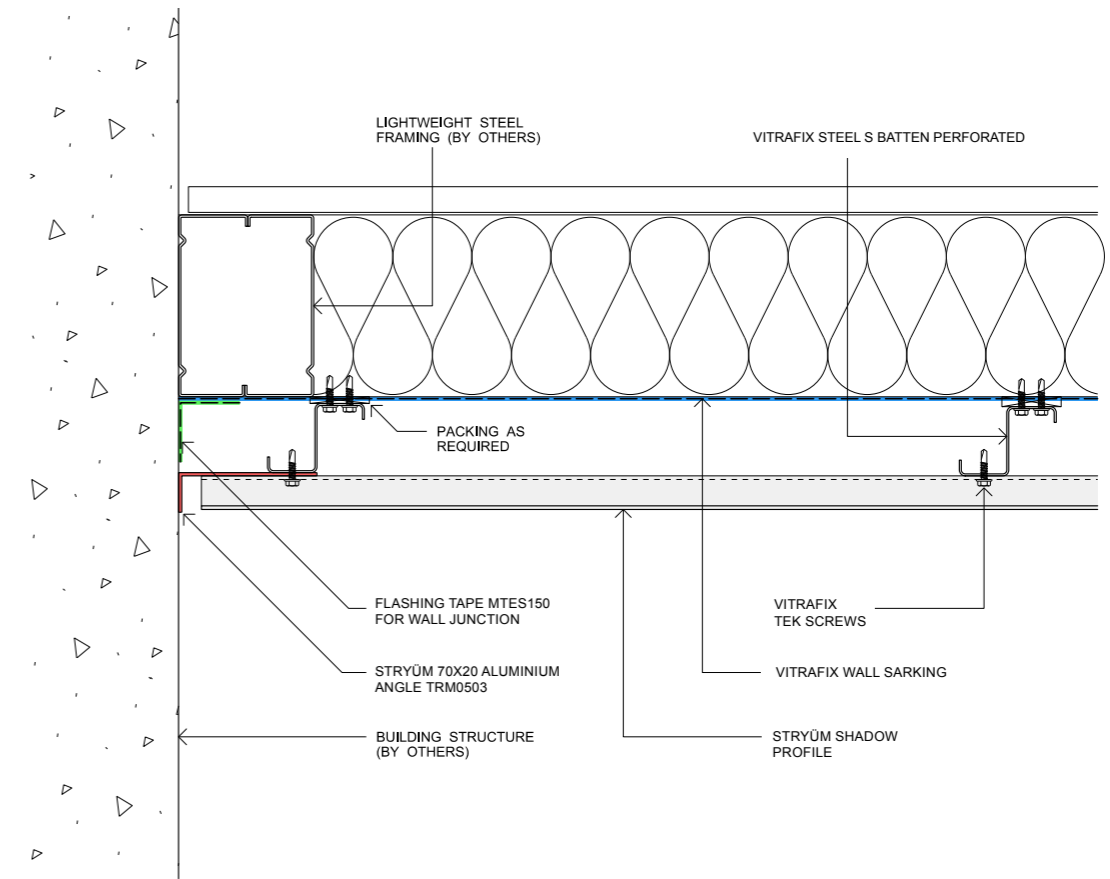 LIGHTWEIGHT STEEL
FRAMING (BY OTHERS)
VITRAFIX STEEL S BATTEN PERFORATED
PACKING AS
REQUIRED
FLASHING TAPE MTES150
FOR WALL JUNCTION
VITRAFIX
TEK SCREWS
STRYÜM 70X20 ALUMINIUM
ANGLE TRM0503
VITRAFIX WALL SARKING
BUILDING STRUCTURE
(BY OTHERS)
STRYÜM SHADOW
PROFILE